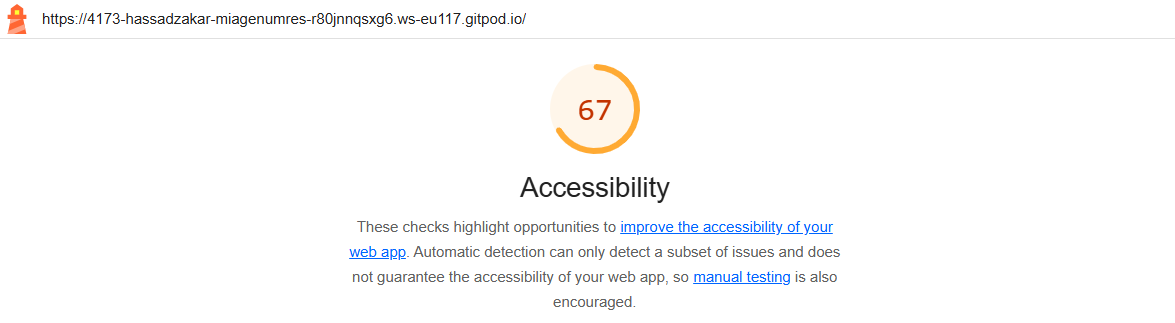 https://4173-hassadzakar-miagenumres-r80jnnqsxg6.ws-eu117.gitpod.io/
67
Accessibility
These checks highlight opportunities to improve the accessibility of your
web app. Automatic detection can only detect a subset of issues and does
not guarantee the accessibility of your web app, so manual testing is also
encouraged.